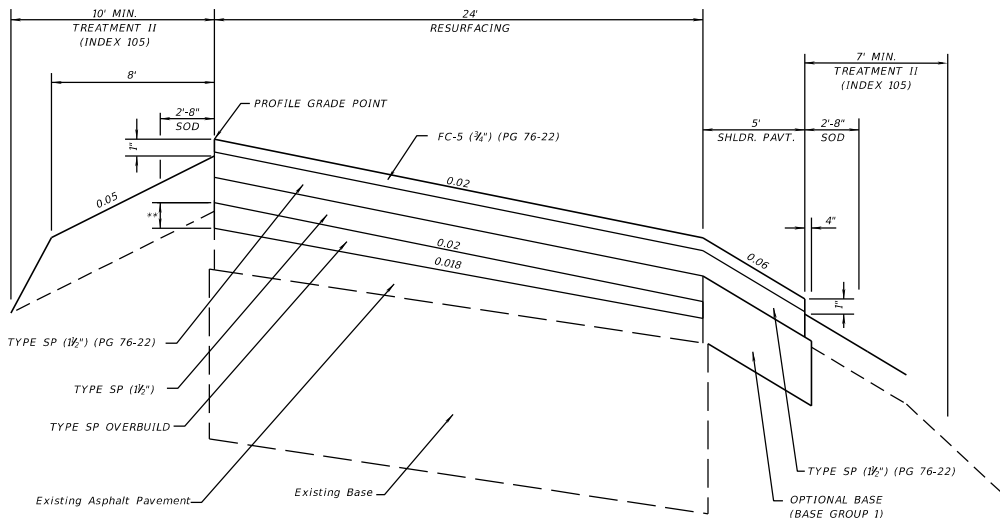 10' MIN.
TREATMENT II
(INDEX 105)
24'
RESURFACING
7' MIN.
TREATMENT II
(INDEX 105)
8'
2'-8"
SOD
PROFILE GRADE POINT
FC-5 (¾") (PG 76-22)
5'
SHLDR. PAVT.
2'-8"
SOD
1"
0.05
0.02
**
4"
0.02
0.018
0.06
1"
TYPE SP (1½") (PG 76-22)
TYPE SP (1½")
TYPE SP OVERBUILD
Existing Asphalt Pavement
Existing Base
TYPE SP (1½") (PG 76-22)
OPTIONAL BASE
(BASE GROUP 1)